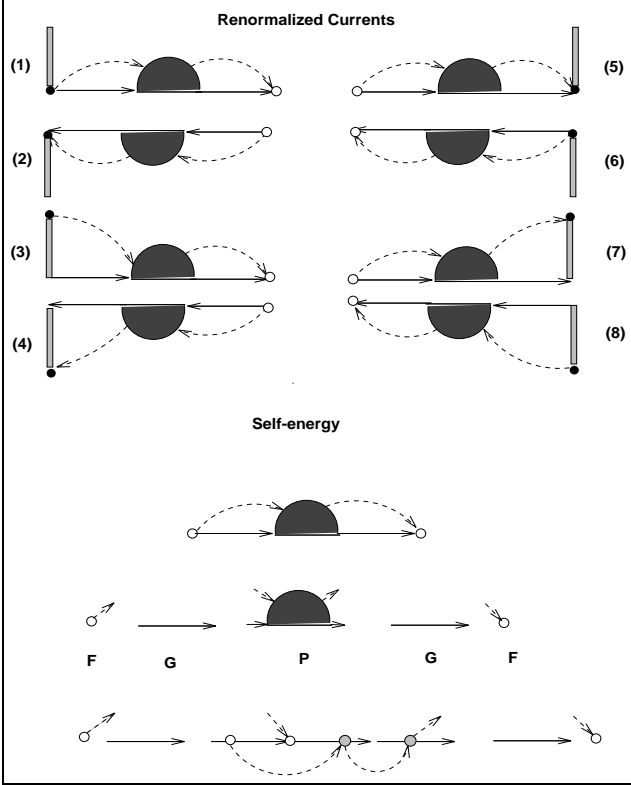 Renormalized Currents
(1) (5)
(2) (6)
(3) (7)
(4) (8)
Self-energy
F G P G F